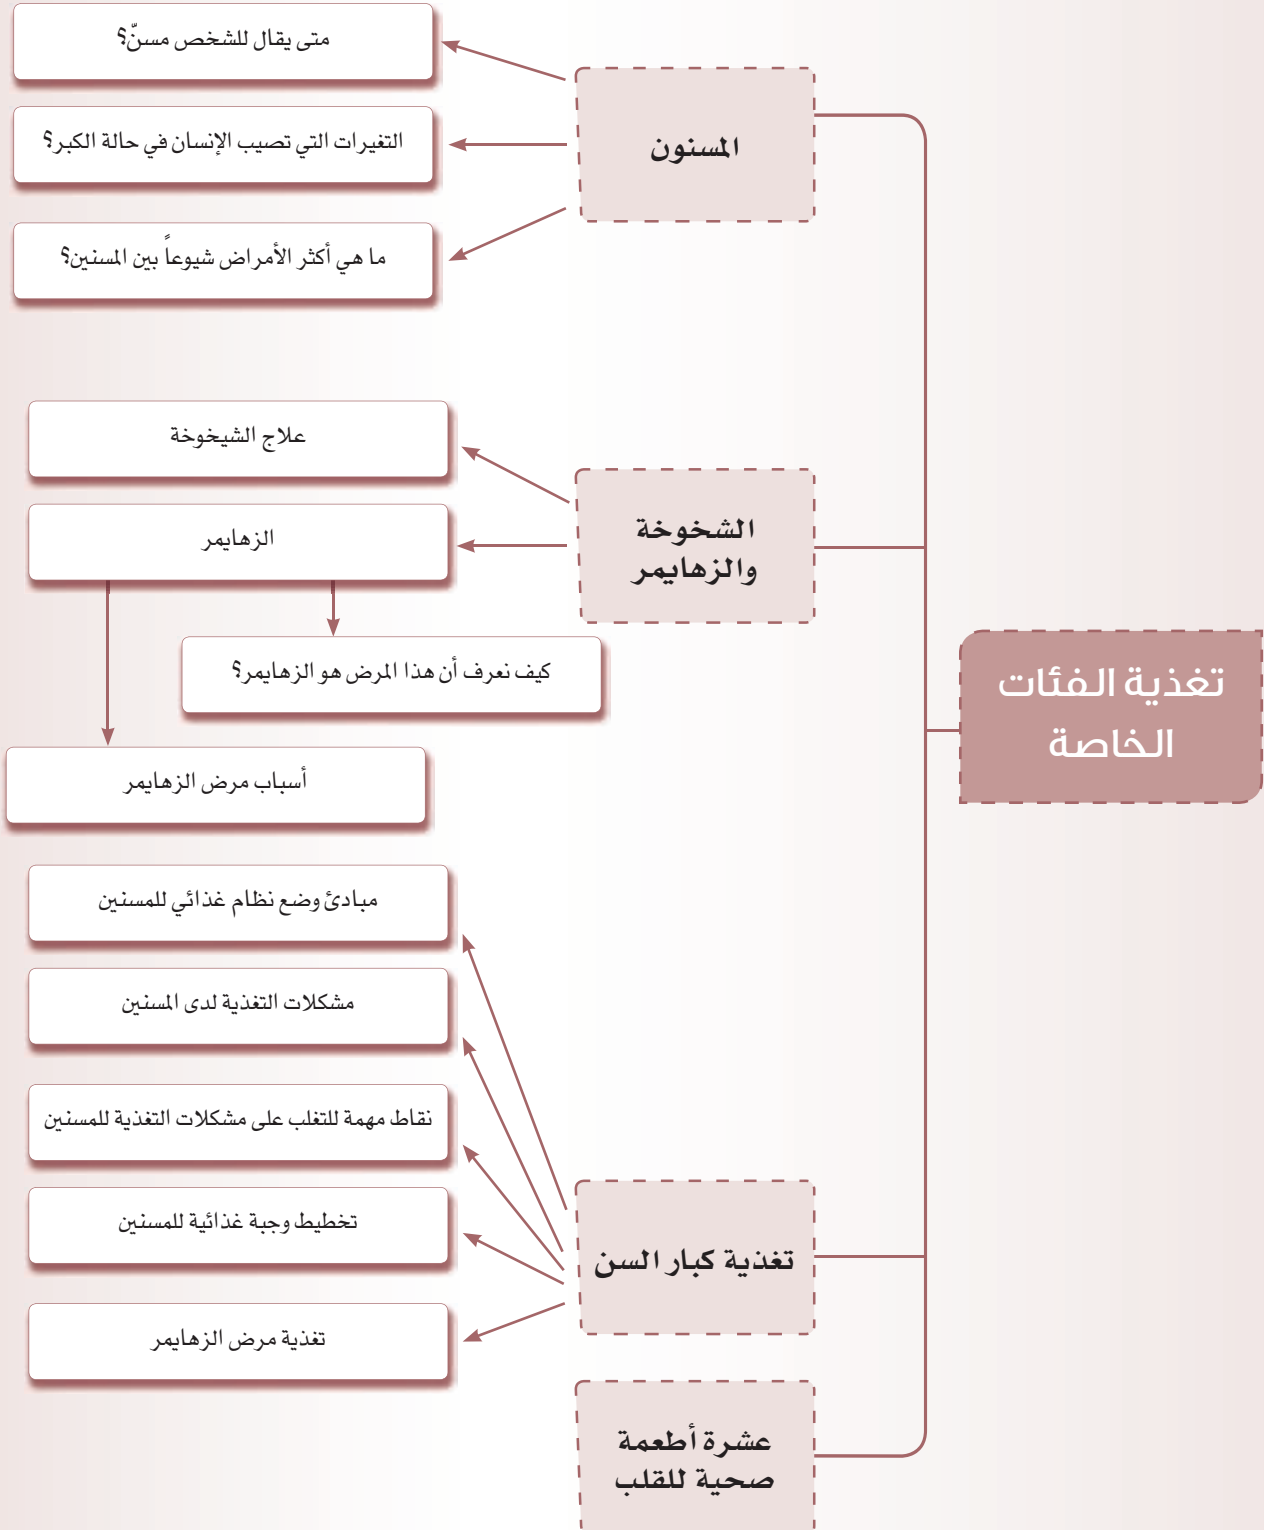 تغذية الفئات
الخاصة
المسنون
متى يقال للشخص مسنّ؟
التغيرات التي تصيب الإنسان في حالة الكبر؟
ما هي أكثر الأمراض شيوعاً بين المسنين؟
الشخوخة
والزهايمر
علاج الشيخوخة
الزهايمر
كيف نعرف أن هذا المرض هو الزهايمر؟
أسباب مرض الزهايمر
تغذية كبار السن
مبادئ وضع نظام غذائي للمسنين
مشكلات التغذية لدى المسنين
نقاط مهمة للتغلب على مشكلات التغذية للمسنين
تخطيط وجبة غذائية للمسنين
تغذية مرض الزهايمر
عشرة أطعمة
صحية للقلب